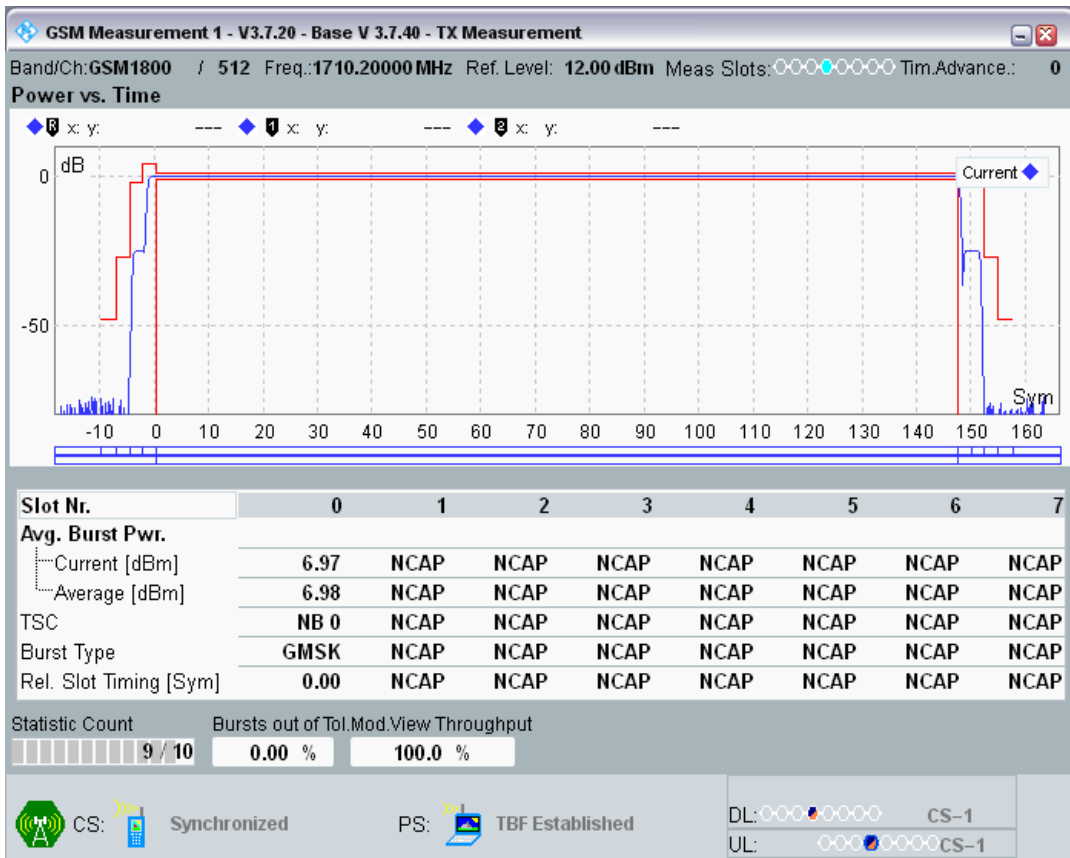 GSM Measurement 1 - V3.7.20 - Base V 3.7.40 - TX Measurement
Band/Ch:GSM1800 / 512 Freq.:1710.20000 MHz Ref. Level: 12.00 dBm Meas Slots: Tim.Advance.: 0
Power vs. Time
R x: y: --- 1 x: y: --- 2 x: y: ---
dB
Current
0
-50
Sym
-10 0 10 20 30 40 50 60 70 80 90 100 110 120 130 140 150 160
Slot Nr. 0 1 2 3 4 5 6 7
Avg. Burst Pwr.
Current [dBm] 6.97 NCAP NCAP NCAP NCAP NCAP NCAP NCAP
Average [dBm] 6.98 NCAP NCAP NCAP NCAP NCAP NCAP NCAP
TSC NB 0 NCAP NCAP NCAP NCAP NCAP NCAP NCAP
Burst Type GMSK NCAP NCAP NCAP NCAP NCAP NCAP NCAP
Rel. Slot Timing [Sym] 0.00 NCAP NCAP NCAP NCAP NCAP NCAP NCAP
Statistic Count Bursts out of Tol.Mod.View Throughput
9 / 10 0.00 % 100.0 %
CS: Synchronized PS: TBF Established
DL: CS-1
UL: CS-1